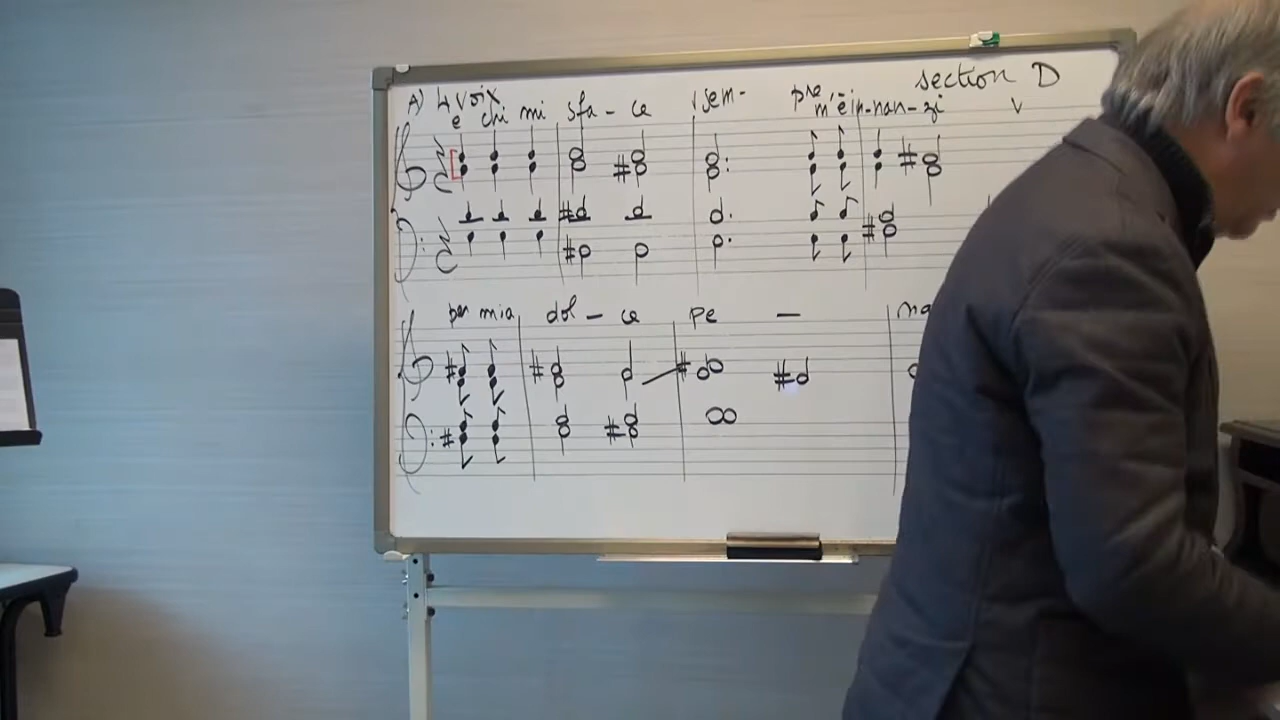 section D
A) 4 voix
e chi mi sfa - ce sem- pre m'è in-nan-zi
per mia dol - ce pe -